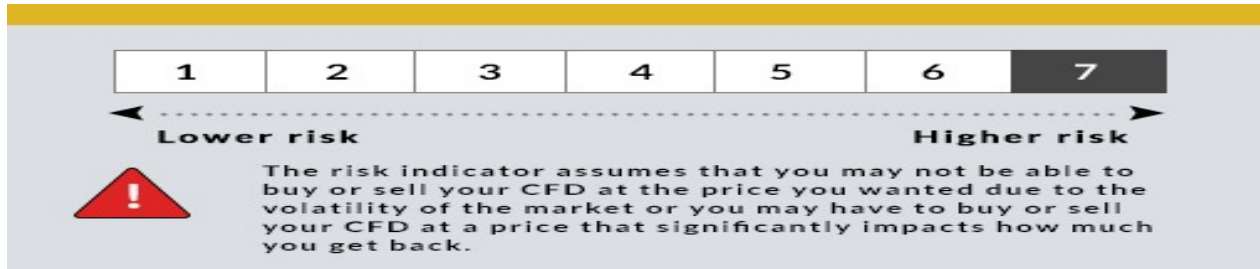 1 2 3 4 5 6 7
Lower risk Higher risk
The risk indicator assumes that you may not be able to
buy or sell your CFD at the price you wanted due to the
volatility of the market or you may have to buy or sell
your CFD at a price that significantly impacts how much
you get back.